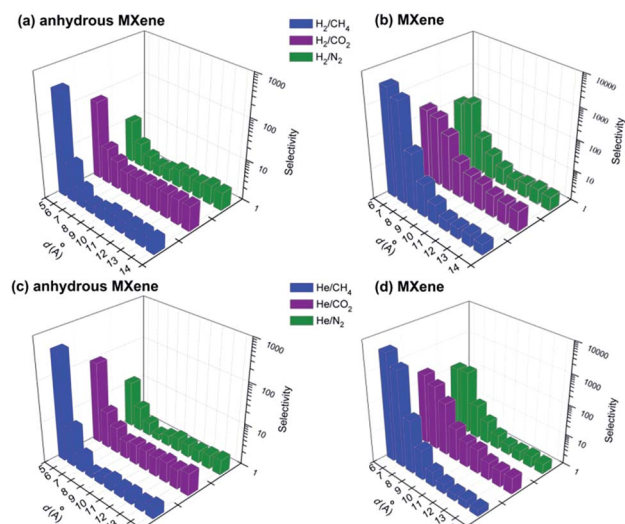 (a) anhydrous MXene
H₂/CH₄
H₂/CO₂
H₂/N₂
(b) MXene
1000
100
10
1
Selectivity
5 6 7 8 9 10 11 12 13 14
d(Å)
10000
1000
100
10
1
Selectivity
6 7 8 9 10 11 12 13 14
d(Å)
(c) anhydrous MXene
He/CH₄
He/CO₂
He/N₂
(d) MXene
1000
100
10
1
Selectivity
5 6 7 8 9 10 11 12
d(Å)
10000
1000
100
10
1
Selectivity
6 7 8 9 10 11 12 13
d(Å)